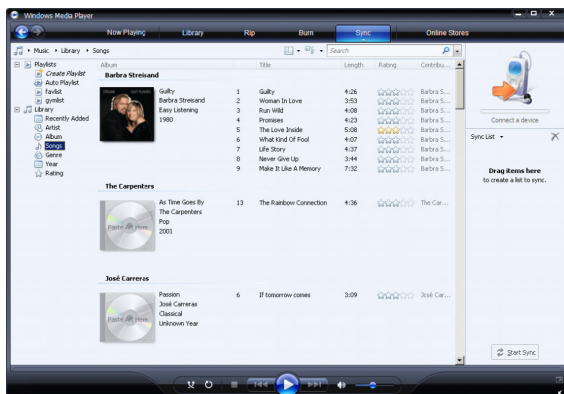 Windows Media Player
Now Playing Library Rip Burn Sync Online Stores
Music Library Songs
Search
Playlists
Create Playlist
Auto Playlist
favlist
gymlist
Library
Recently Added
Artist
Album
Songs
Genre
Year
Rating
Album Title Length Rating Contribu...
Barbra Streisand
Guilty
Barbra Streisand
Easy Listening
1980
1 Guilty 4:26 Barbra S...
2 Woman In Love 3:53 Barbra S...
3 Run Wild 4:08 Barbra S...
4 Promises 4:23 Barbra S...
5 The Love Inside 5:08 Barbra S...
6 What Kind Of Fool 4:07 Barbra S...
7 Life Story 4:37 Barbra S...
8 Never Give Up 3:44 Barbra S...
9 Make It Like A Memory 7:32 Barbra S...
The Carpenters
Paste Art Here
As Time Goes By
The Carpenters
Pop
2001
13 The Rainbow Connection 4:36 The Car...
José Carreras
Paste Art Here
Passion
José Carreras
Classical
Unknown Year
6 If tomorrow comes 3:09 José Car...
Connect a device
Sync List
Drag items here
to create a list to sync.
Start Sync